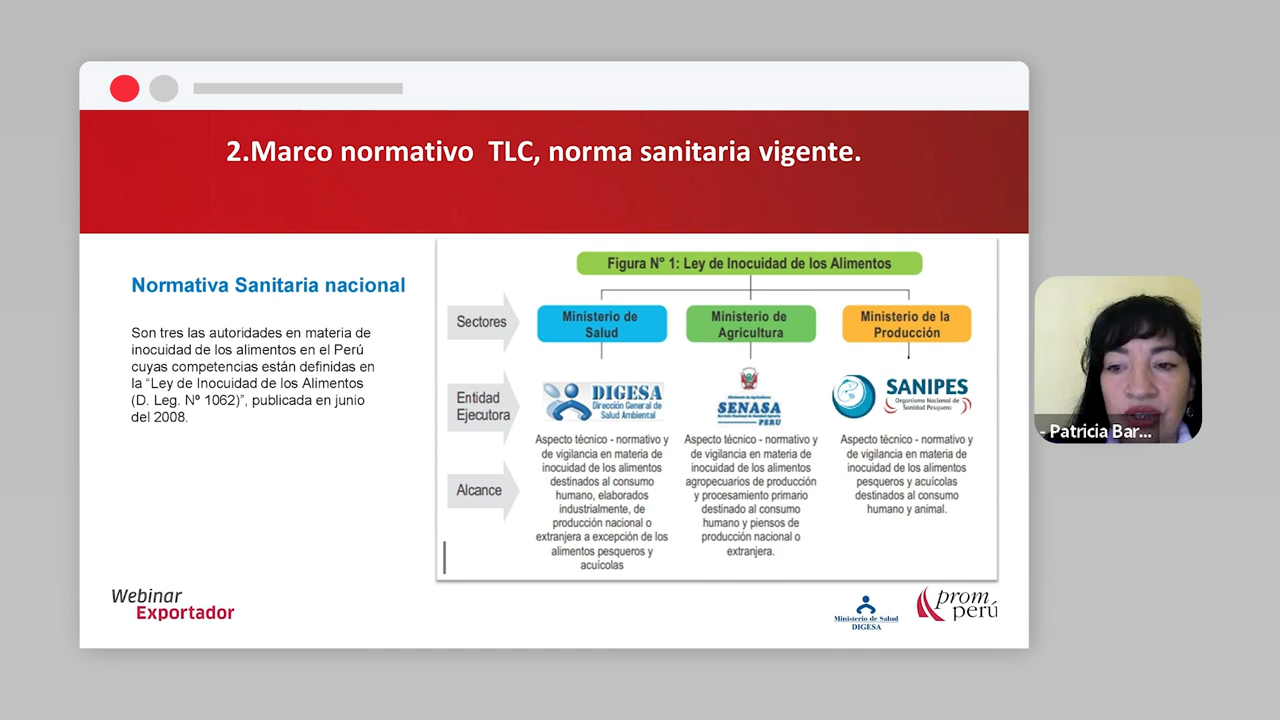 2.Marco normativo TLC, norma sanitaria vigente.
Normativa Sanitaria nacional
Son tres las autoridades en materia de
inocuidad de los alimentos en el Perú
cuyas competencias están definidas en
la “Ley de Inocuidad de los Alimentos
(D. Leg. Nº 1062)”, publicada en junio
del 2008.
Figura N° 1: Ley de Inocuidad de los Alimentos
Sectores
Ministerio de
Salud
Ministerio de
Agricultura
Ministerio de la
Producción
Entidad
Ejecutora
DIGESA
Dirección General de
Salud Ambiental
Ministerio de Agricultura
SENASA
Servicio Nacional de Sanidad Agraria
PERU
SANIPES
Organismo Nacional de
Sanidad Pesquera
Alcance
Aspecto técnico - normativo y
de vigilancia en materia de
inocuidad de los alimentos
destinados al consumo
humano, elaborados
industrialmente, de
producción nacional o
extranjera a excepción de los
alimentos pesqueros y
acuícolas
Aspecto técnico - normativo y
de vigilancia en materia de
inocuidad de los alimentos
agropecuarios de producción
y procesamiento primario
destinado al consumo
humano y piensos de
producción nacional o
extranjera.
Aspecto técnico - normativo y
de vigilancia en materia de
inocuidad de los alimentos
pesqueros y acuícolas
destinados al consumo
humano y animal.
- Patricia Bar...
Webinar
Exportador
Ministerio de Salud
DIGESA
prom
perú